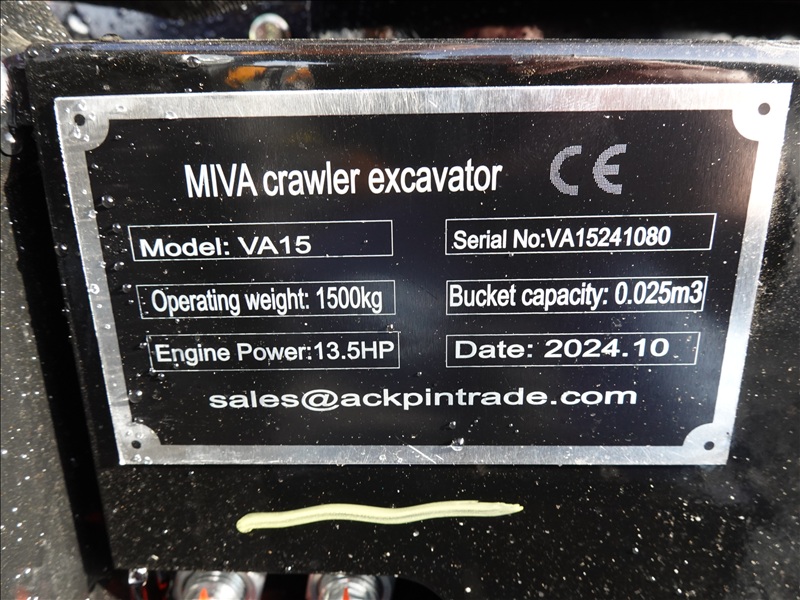 MIVA crawler excavator CE
Model: VA15
Serial No:VA15241080
Operating weight: 1500kg
Bucket capacity: 0.025m3
Engine Power:13.5HP
Date: 2024.10
sales@ackpintrade.com